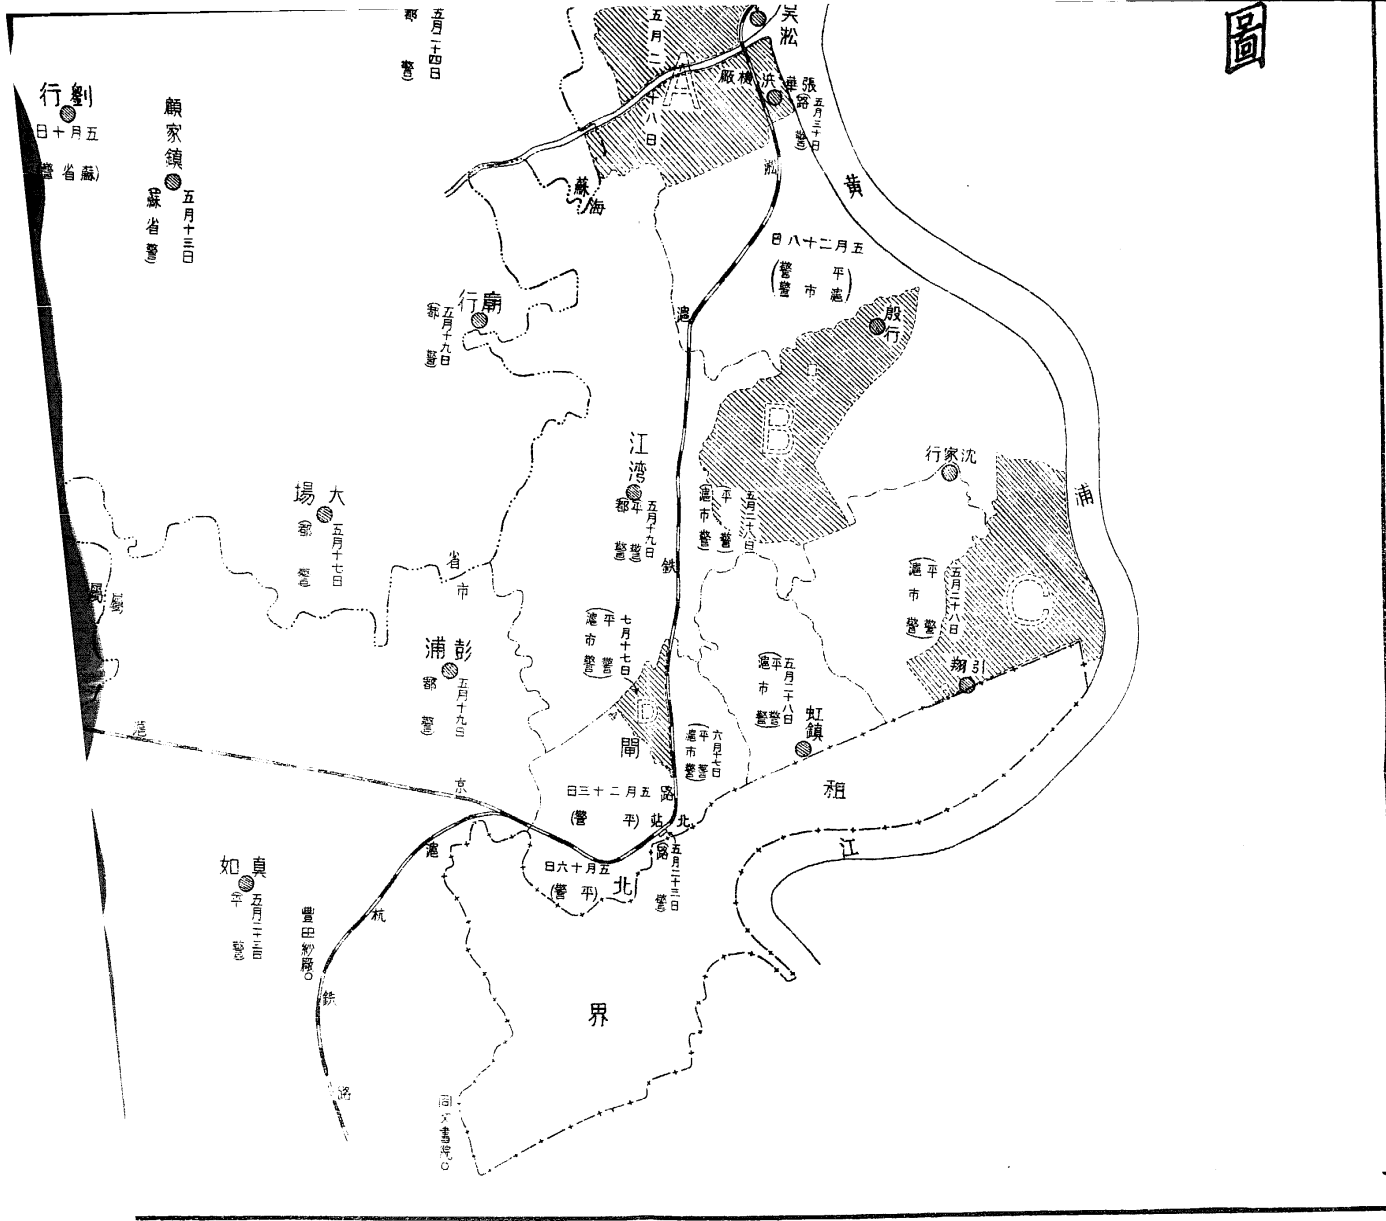 圖
五月二十四日
(郡警)
五月二十八日
A
吳淞
張華浜
機廠
五月三十日
(路警)
劉行
五月十日
(蘇省警)
顧家鎮
五月十三日
(蘇省警)
蘇
海
淞
滬
鉄
路
黄
浦
江
五月二十八日
(平警
滬市警)
殷行
廟行
五月十九日
(郡警)
B
江湾
五月十九日
平警
(郡警)
五月二十八日
(平警
滬市警)
沈家行
五月二十八日
(平警
滬市警)
C
引翔
大場
五月十七日
(郡警)
省
市
屬
屬
彭浦
五月十九日
(郡警)
七月十七日
(平警
滬市警)
D
閘
北
六月十七日
(平警
滬市警)
五月二十八日
(平警
滬市警)
虹鎮
租
界
五月二十三日
(平警)
北站
五月二十三日
(路警)
五月十六日
(平警)
滬
京
滬
杭
鉄
路
真如
五月二十三日
(平警)
豐田紗廠
同文書院